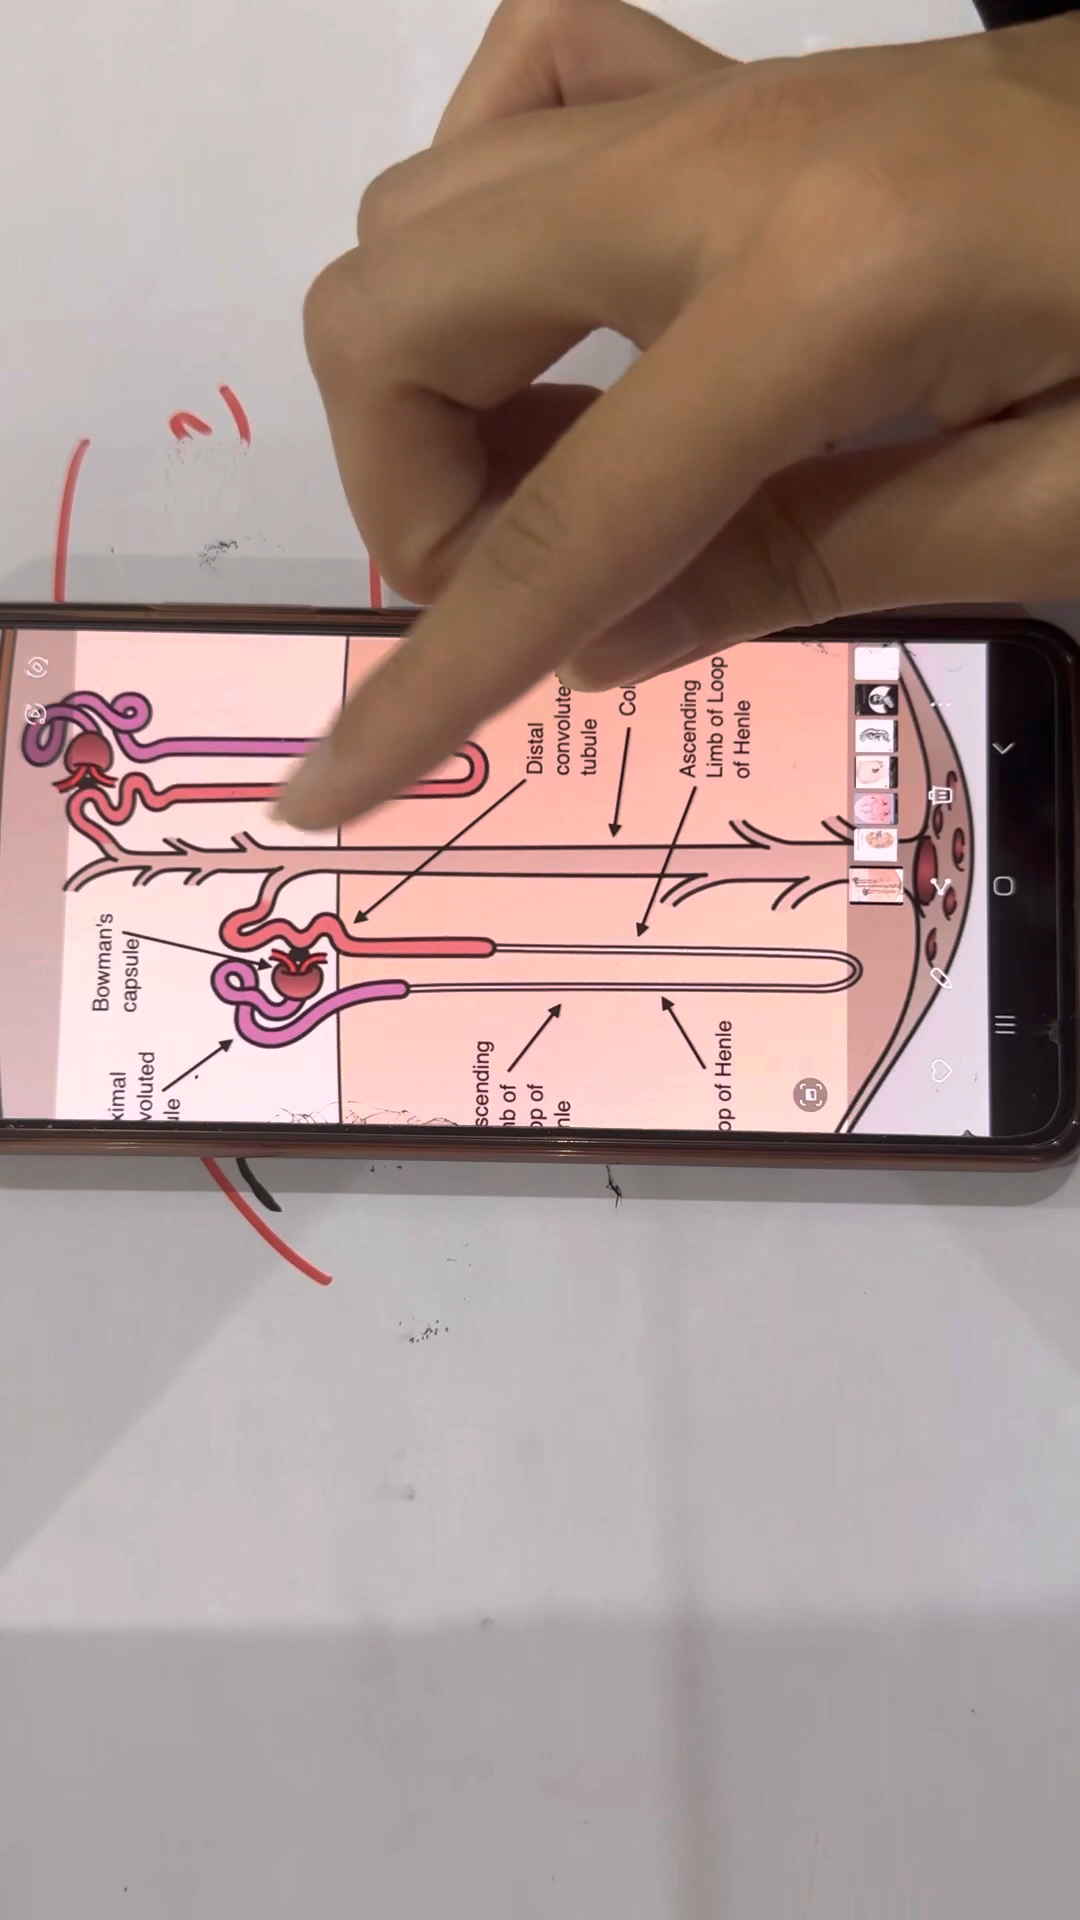 Bowman's
capsule
ximal
voluted
ule
Distal
convolute
tubule
Col
Ascending
Limb of Loop
of Henle
scending
nb of
op of
nle
op of Henle